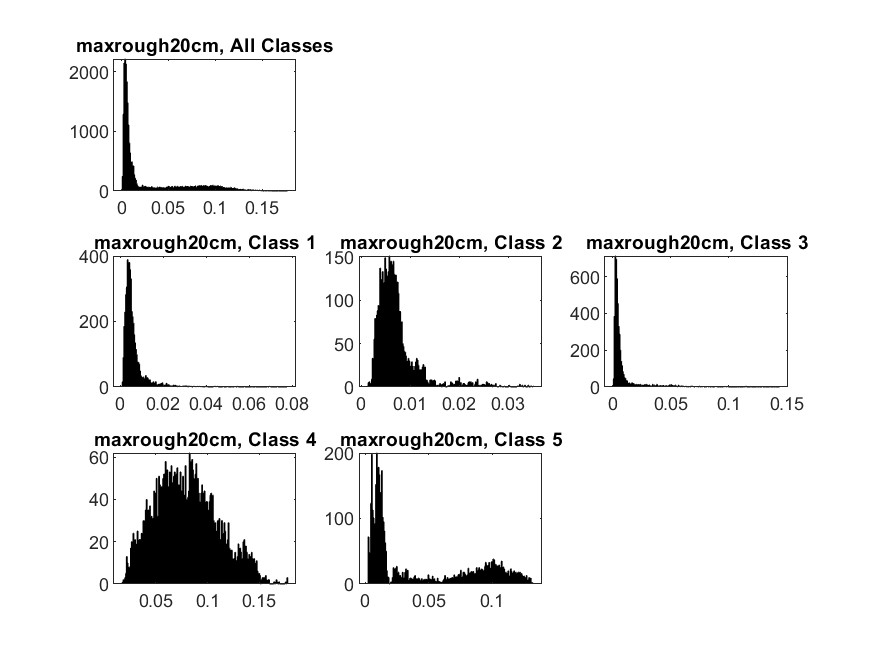 maxrough20cm, All Classes
2000
1000
0
0 0.05 0.1 0.15
maxrough20cm, Class 1 maxrough20cm, Class 2 maxrough20cm, Class 3
400 150
600
100
200 400
50 200
0 0 0
0 0.02 0.04 0.06 0.08 0 0.01 0.02 0.03 0 0.05 0.1 0.15
maxrough20cm, Class 4 maxrough20cm, Class 5
60 200
40
100
20
0 0
0.05 0.1 0.15 0 0.05 0.1